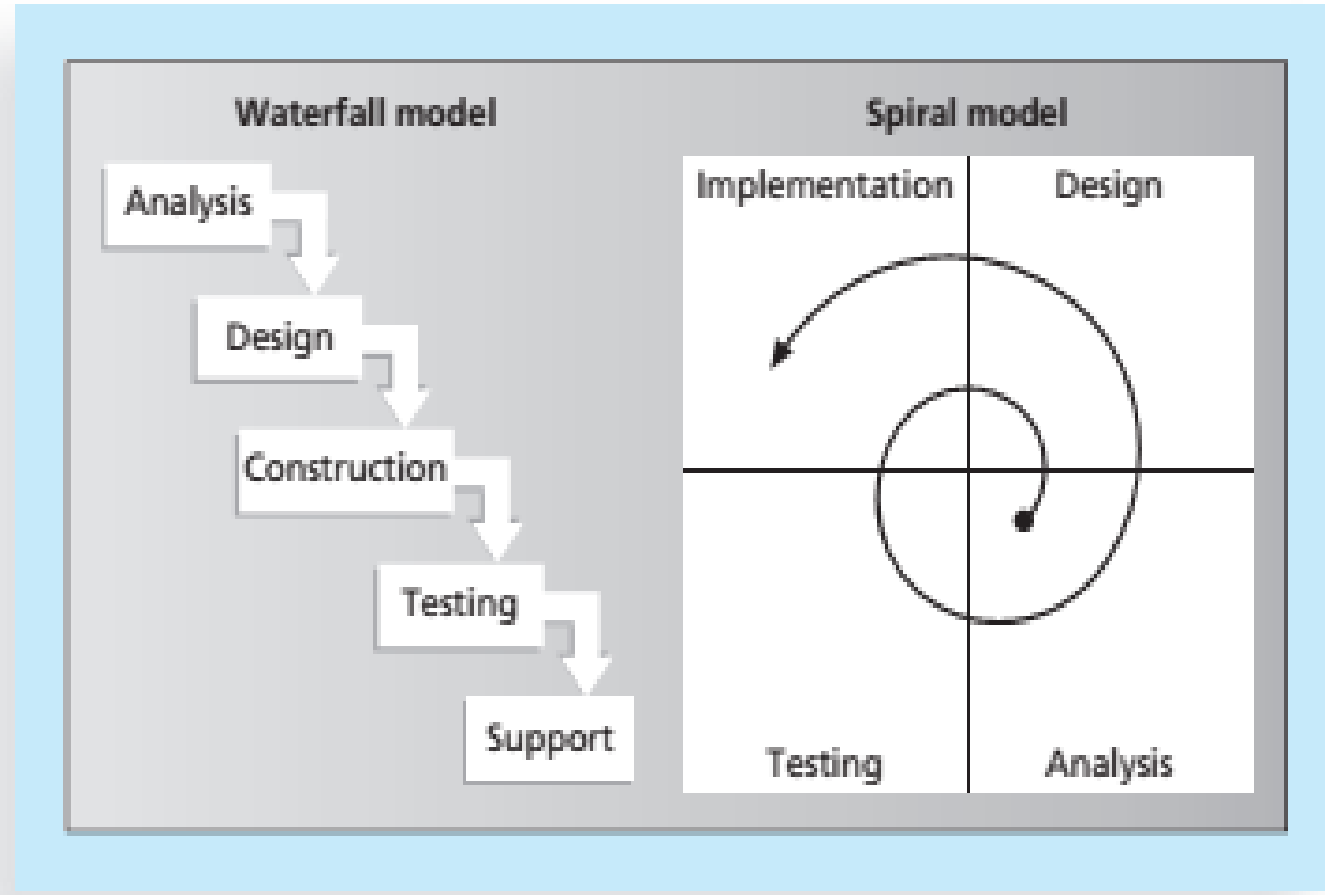 Waterfall model
Analysis
Design
Construction
Testing
Support
Spiral model
Implementation
Design
Testing
Analysis